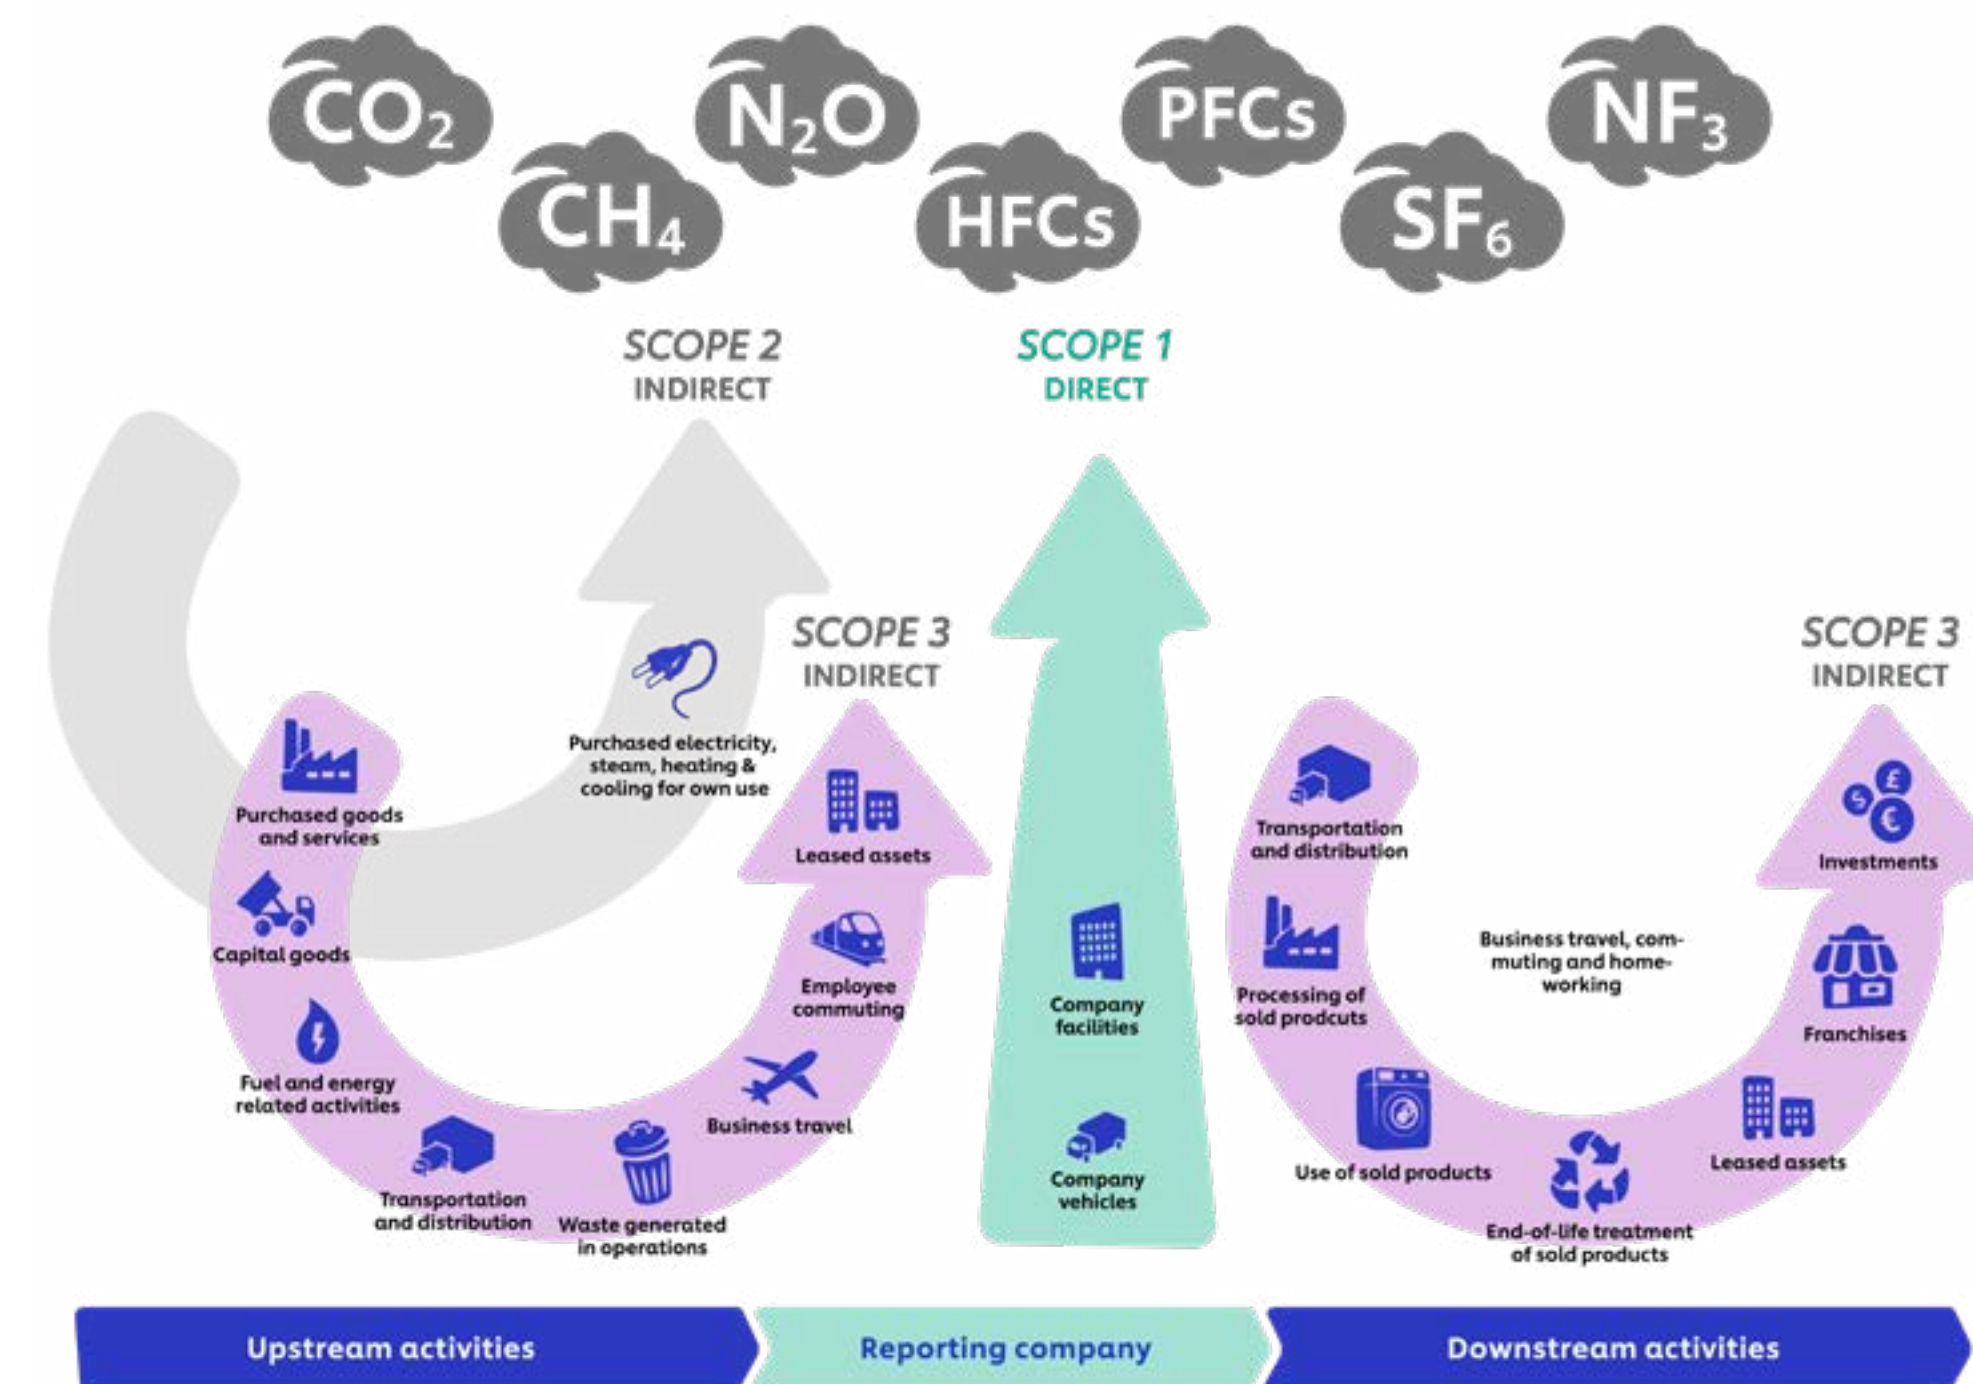 CO₂
N₂O
PFCs
NF₃
CH₄
HFCs
SF₆
SCOPE 2
INDIRECT
SCOPE 1
DIRECT
SCOPE 3
INDIRECT
SCOPE 3
INDIRECT
Purchased electricity,
steam, heating &
cooling for own use
Purchased goods
and services
Capital goods
Fuel and energy
related activities
Transportation
and distribution
Waste generated
in operations
Business travel
Employee
commuting
Leased assets
Company
facilities
Company
vehicles
Transportation
and distribution
Processing of
sold prodcuts
Use of sold products
End-of-life treatment
of sold products
Leased assets
Franchises
$
£
€
Investments
Business travel, com-
muting and home-
working
Upstream activities
Reporting company
Downstream activities